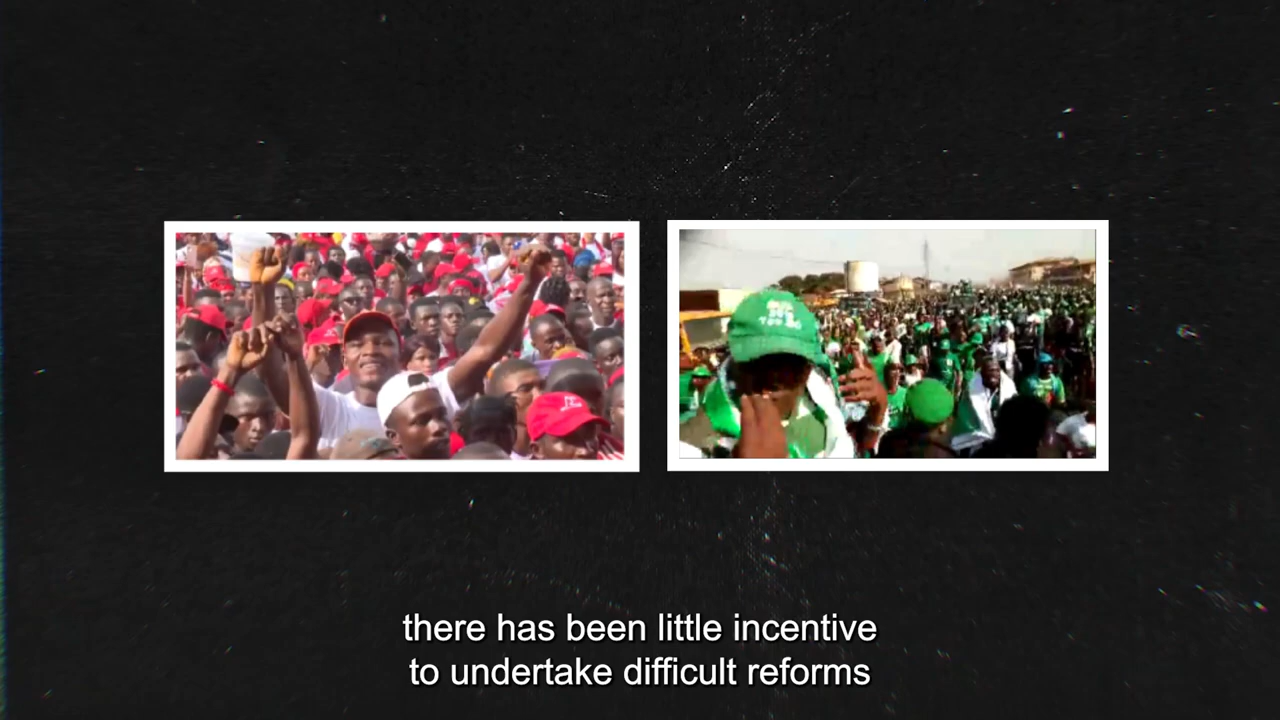 there has been little incentive
to undertake difficult reforms